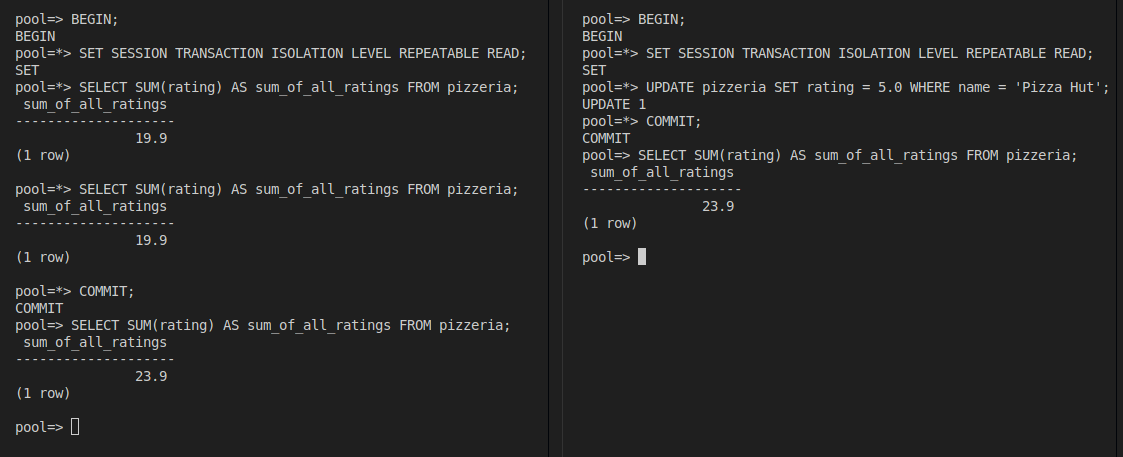 pool=> BEGIN;
BEGIN
pool=*> SET SESSION TRANSACTION ISOLATION LEVEL REPEATABLE READ;
SET
pool=*> SELECT SUM(rating) AS sum_of_all_ratings FROM pizzeria;
 sum_of_all_ratings
--------------------
               19.9
(1 row)

pool=*> SELECT SUM(rating) AS sum_of_all_ratings FROM pizzeria;
 sum_of_all_ratings
--------------------
               19.9
(1 row)

pool=*> COMMIT;
COMMIT
pool=> SELECT SUM(rating) AS sum_of_all_ratings FROM pizzeria;
 sum_of_all_ratings
--------------------
               23.9
(1 row)

pool=>
pool=> BEGIN;
BEGIN
pool=*> SET SESSION TRANSACTION ISOLATION LEVEL REPEATABLE READ;
SET
pool=*> UPDATE pizzeria SET rating = 5.0 WHERE name = 'Pizza Hut';
UPDATE 1
pool=*> COMMIT;
COMMIT
pool=> SELECT SUM(rating) AS sum_of_all_ratings FROM pizzeria;
 sum_of_all_ratings
--------------------
               23.9
(1 row)

pool=>